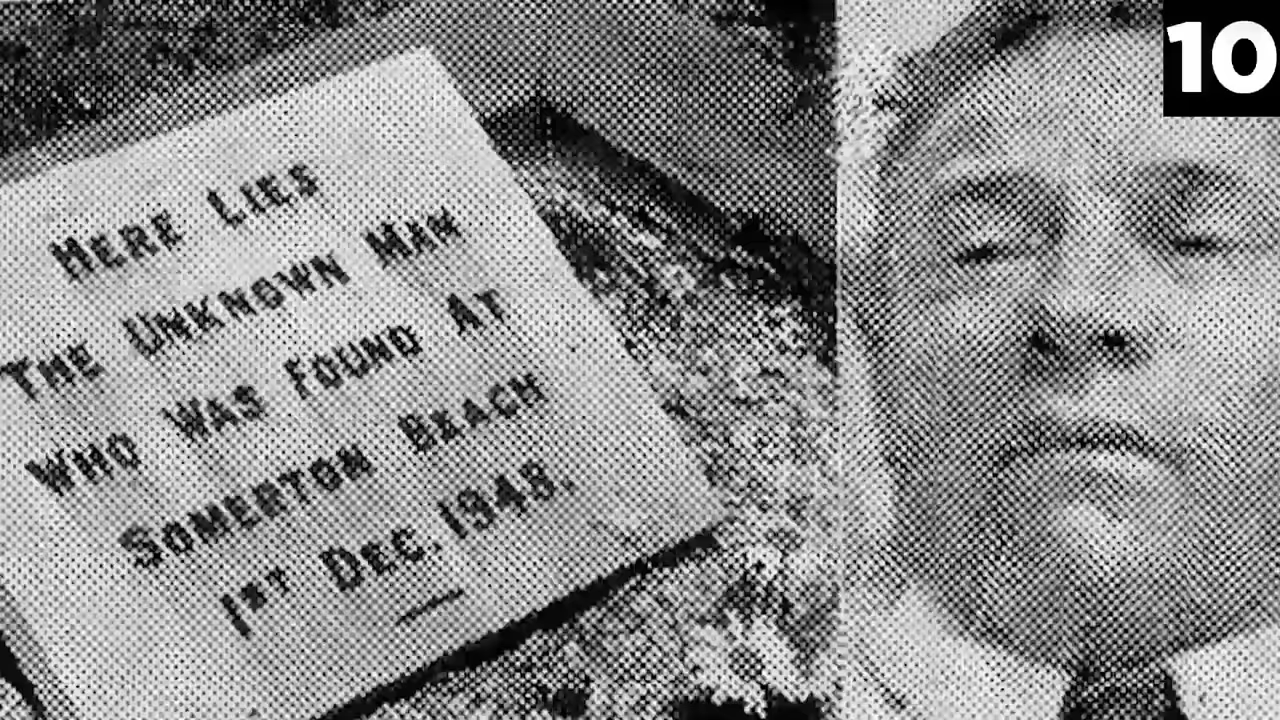 HERE LIES
THE UNKNOWN MAN
WHO WAS FOUND AT
SOMERTON BEACH
1ST DEC. 1948.
10